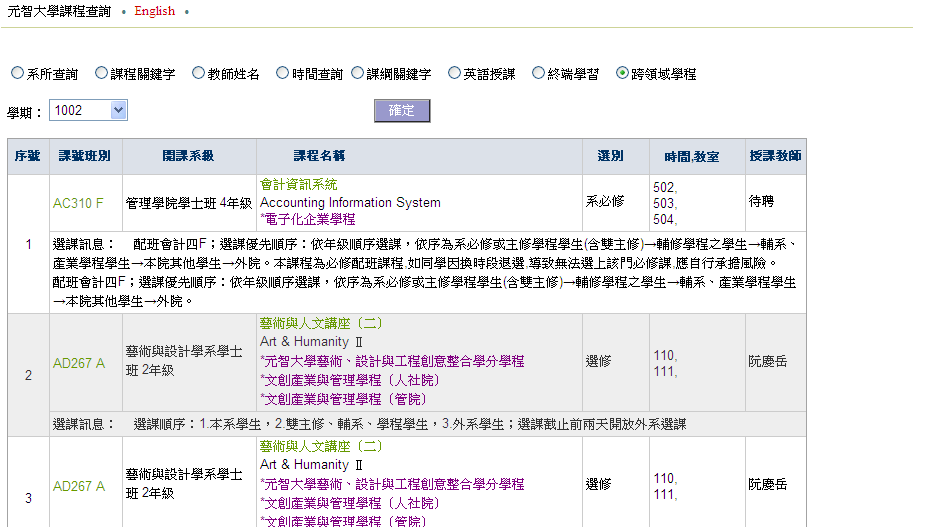 元智大學課程查詢 • English •
系所查詢 課程關鍵字 教師姓名 時間查詢 課綱關鍵字 英語授課 終端學習 跨領域學程
學期： 1002 確定
序號 課號班別 開課系級 課程名稱 選別 時間,教室 授課教師
1
AC310 F
管理學院學士班 4年級
會計資訊系統
Accounting Information System
*電子化企業學程
系必修
502,
503,
504,
待聘
選課訊息： 配班會計四F；選課優先順序：依年級順序選課，依序為系必修或主修學程學生(含雙主修)→輔修學程之學生→輔系、
產業學程學生→本院其他學生→外院。本課程為必修配班課程,如同學因換時段退選,導致無法選上該門必修課,應自行承擔風險。
配班會計四F；選課優先順序：依年級順序選課，依序為系必修或主修學程學生(含雙主修)→輔修學程之學生→輔系、產業學程學生
→本院其他學生→外院。
2
AD267 A
藝術與設計學系學士
班 2年級
藝術與人文講座〔二〕
Art & Humanity Ⅱ
*元智大學藝術、設計與工程創意整合學分學程
*文創產業與管理學程〔人社院〕
*文創產業與管理學程〔管院〕
選修
110,
111,
阮慶岳
選課訊息： 選課順序：1.本系學生，2.雙主修、輔系、學程學生，3.外系學生；選課截止前兩天開放外系選課
3
AD267 A
藝術與設計學系學士
班 2年級
藝術與人文講座〔二〕
Art & Humanity Ⅱ
*元智大學藝術、設計與工程創意整合學分學程
*文創產業與管理學程〔人社院〕
*文創產業與管理學程〔管院〕
選修
110,
111,
阮慶岳